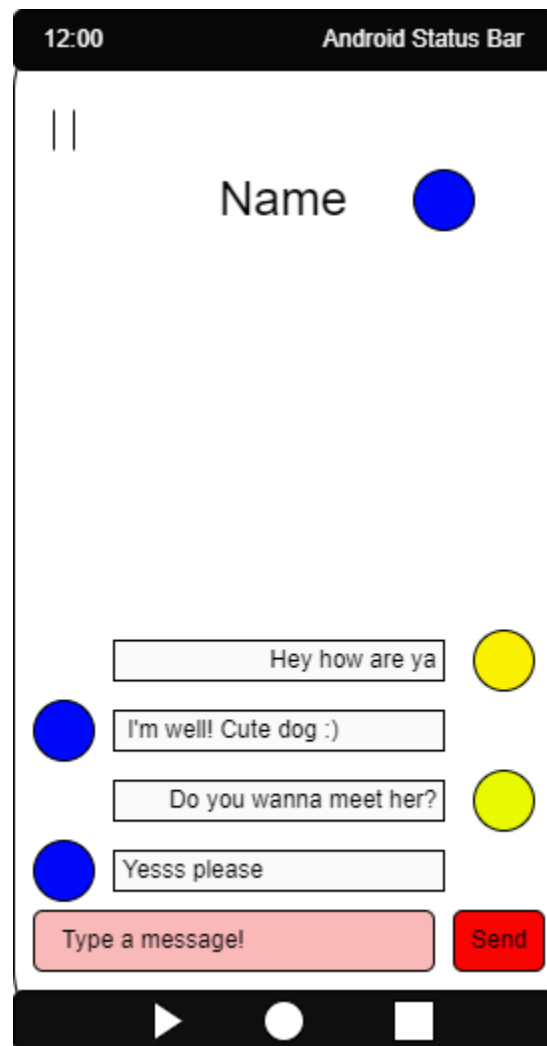 12:00 Android Status Bar
Name
Hey how are ya
I'm well! Cute dog :)
Do you wanna meet her?
Yesss please
Type a message! Send